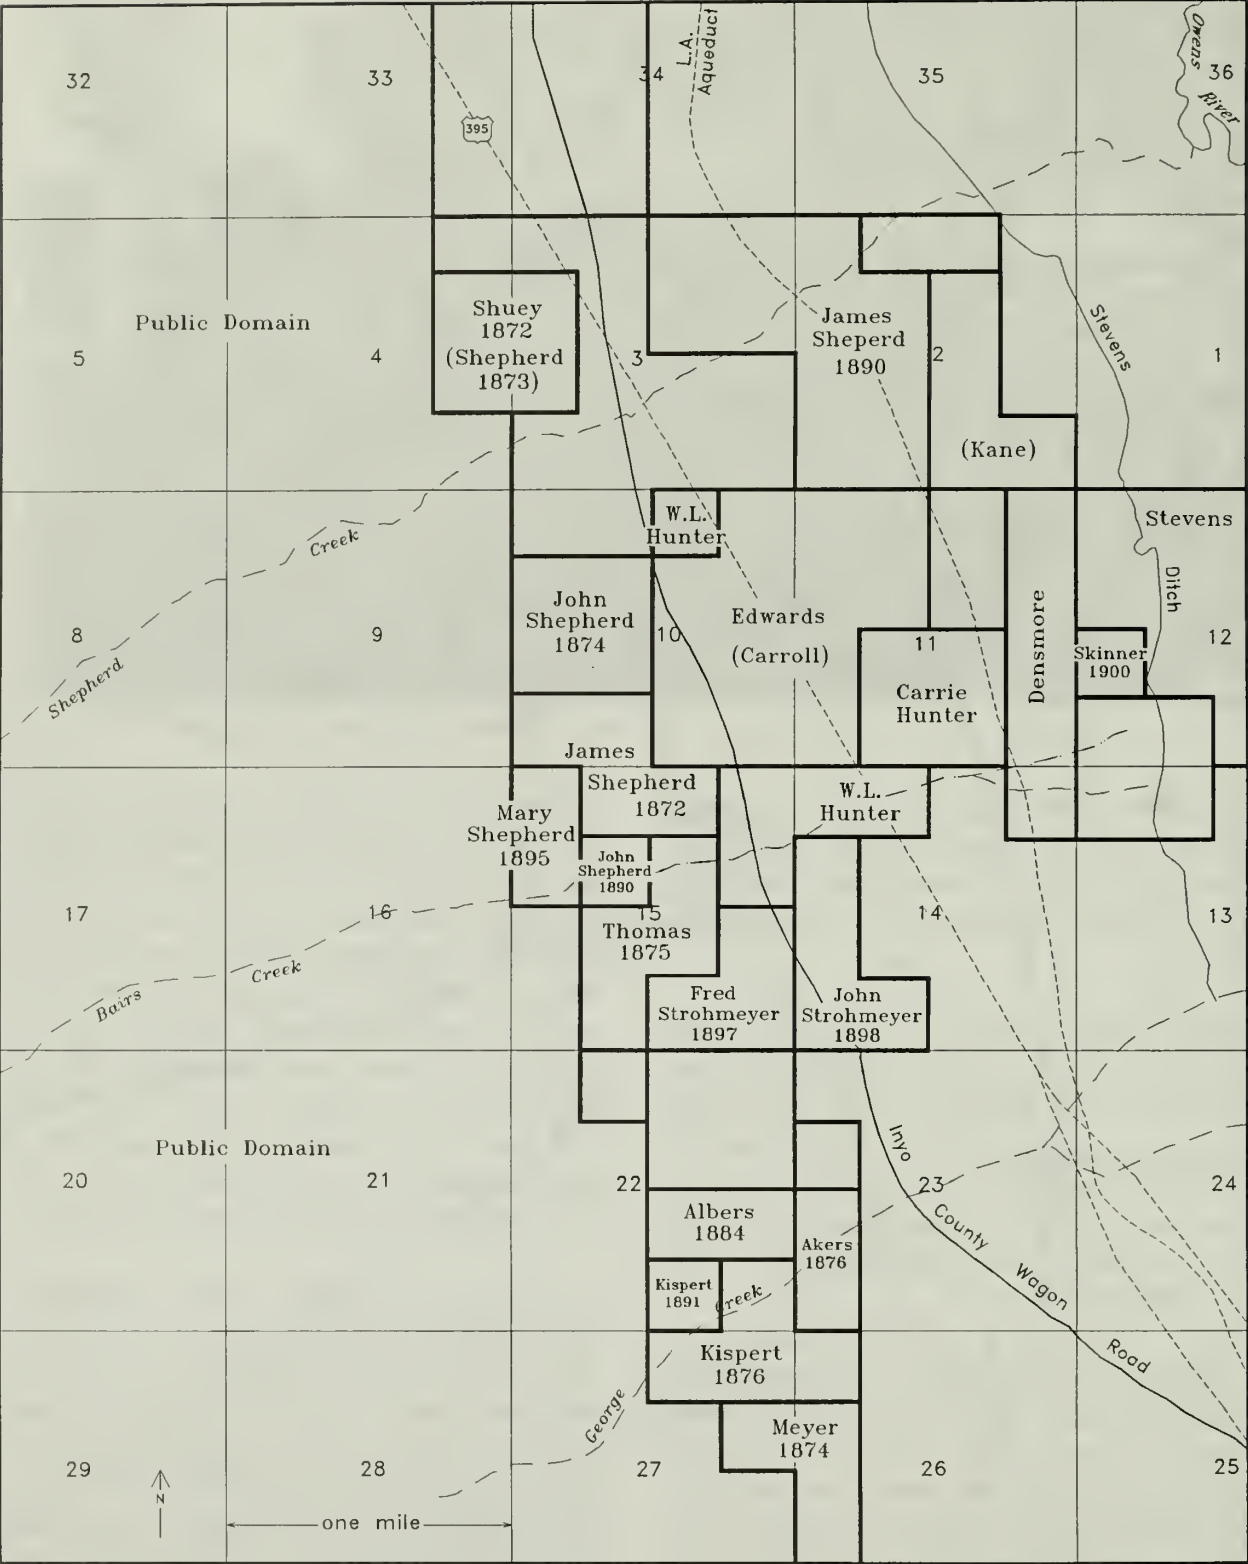 32
33
34
35
36
L.A.
Aqueduct
Owens
River
395
Public Domain
5
4
Shuey
1872
(Shepherd
1873)
3
James
Sheperd
1890
2
Stevens
1
(Kane)
W.L.
Hunter
Stevens
Creek
Ditch
8
Shepherd
9
John
Shepherd
1874
10
Edwards
(Carroll)
11
Carrie
Hunter
Densmore
Skinner
1900
12
James
Shepherd
1872
W.L.
Hunter
Mary
Shepherd
1895
John
Shepherd
1890
17
16
15
14
13
Thomas
1875
Bairs
Creek
Fred
Strohmeyer
1897
John
Strohmeyer
1898
Public Domain
20
21
22
23
24
Inyo
County
Wagon
Road
Albers
1884
Akers
1876
Kispert
1891
Creek
Kispert
1876
George
Meyer
1874
29
28
27
26
25
N
one mile